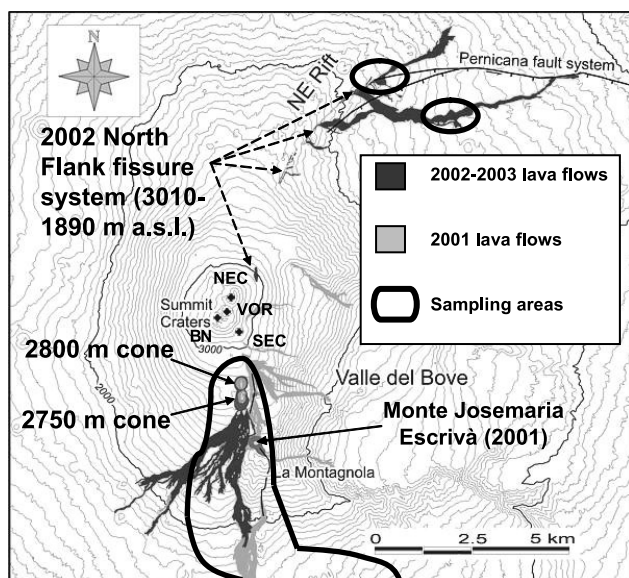 Pernicana fault system
NE Rift
2002 North
Flank fissure
system (3010-
1890 m a.s.l.)
2002-2003 lava flows
2001 lava flows
Sampling areas
NEC
Summit
Craters
VOR
BN
SEC
3000
2800 m cone
2750 m cone
2000
Valle del Bove
Monte Josemaria
Escrivà (2001)
La Montagnola
0 2.5 5 km